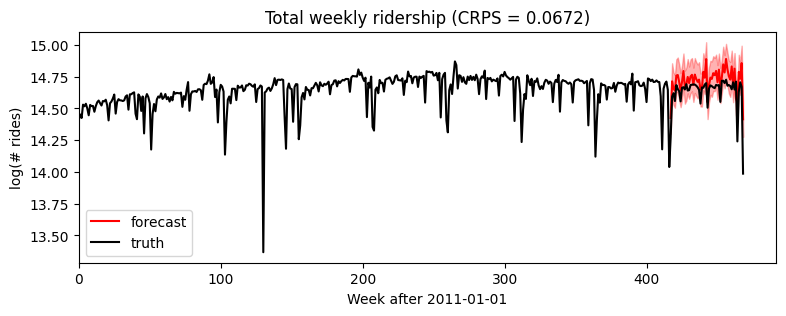 Total weekly ridership (CRPS = 0.0672)
15.00
14.75
14.50
14.25
14.00
13.75
13.50
log(# rides)
forecast
truth
0 100 200 300 400
Week after 2011-01-01